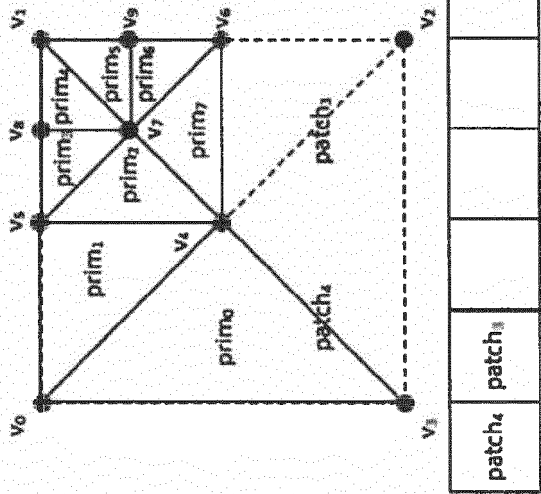 V₀ V₅ V₈ V₁
prim₃ prim₄
prim₁
prim₅
prim₂ V₉
prim₆
V₇
V₄
prim₇
prim₀ V₆
patch₄ patch₃
V₃ V₂
patch₄ patch₃